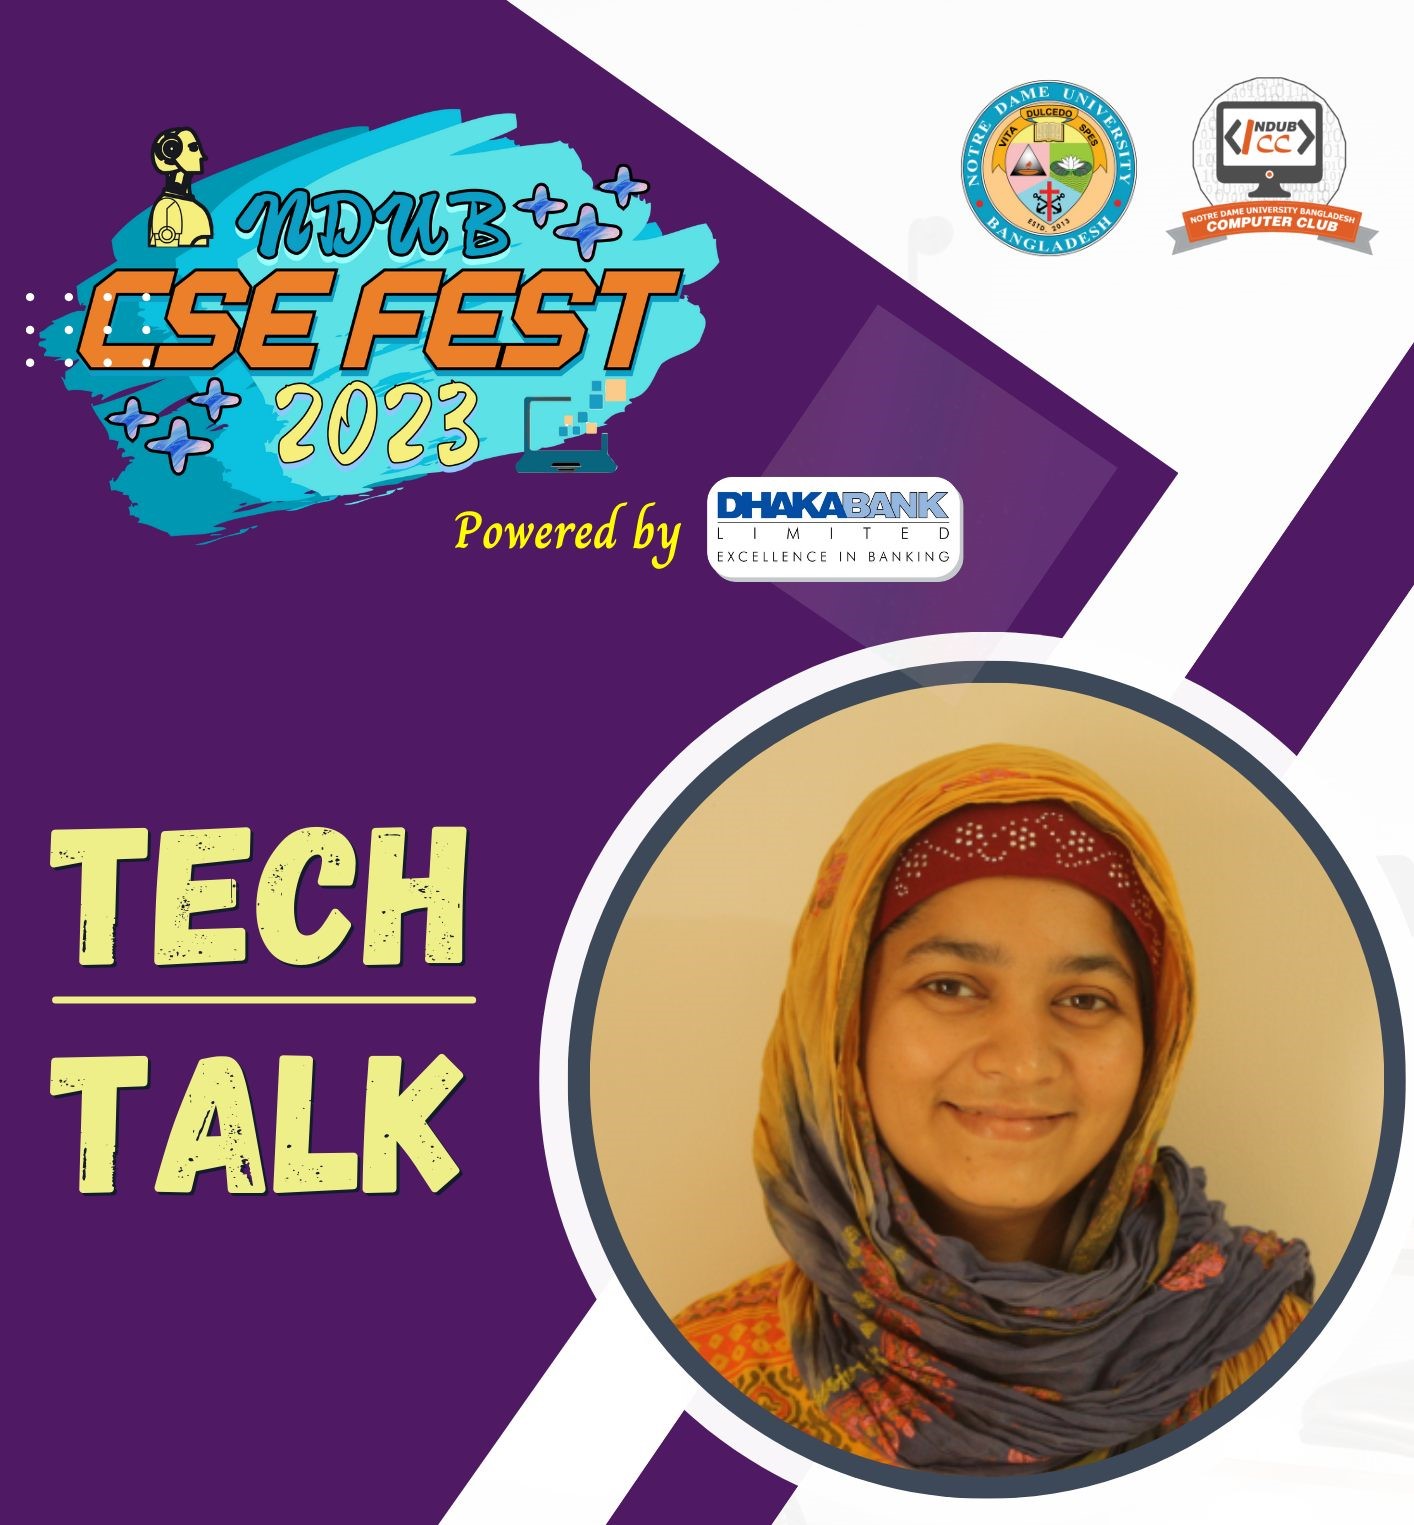 NDUB
CSE FEST
2023
Powered by
DHAKABANK
LIMITED
EXCELLENCE IN BANKING
NOTRE DAME UNIVERSITY
BANGLADESH
VITA
DULCEDO
SPES
ESTD. 2013
NDUB
CC
NOTRE DAME UNIVERSITY BANGLADESH
COMPUTER CLUB
TECH
TALK